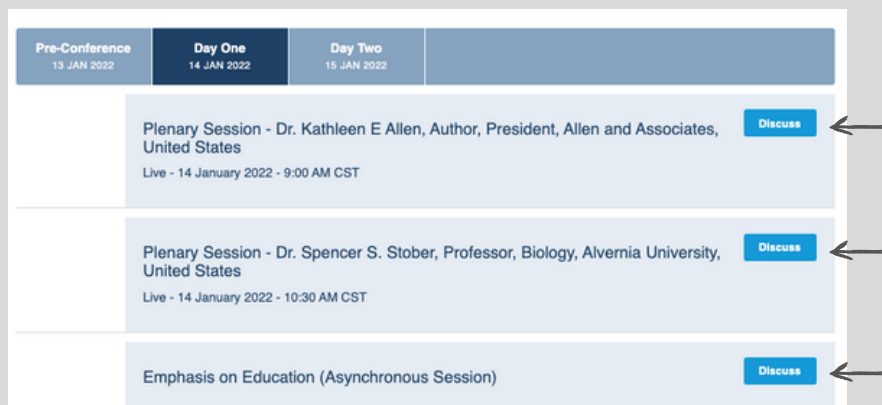 Pre-Conference
13 JAN 2022
Day One
14 JAN 2022
Day Two
15 JAN 2022
Plenary Session - Dr. Kathleen E Allen, Author, President, Allen and Associates,
United States
Live - 14 January 2022 - 9:00 AM CST
Discuss
Plenary Session - Dr. Spencer S. Stober, Professor, Biology, Alvernia University,
United States
Live - 14 January 2022 - 10:30 AM CST
Discuss
Emphasis on Education (Asynchronous Session)
Discuss